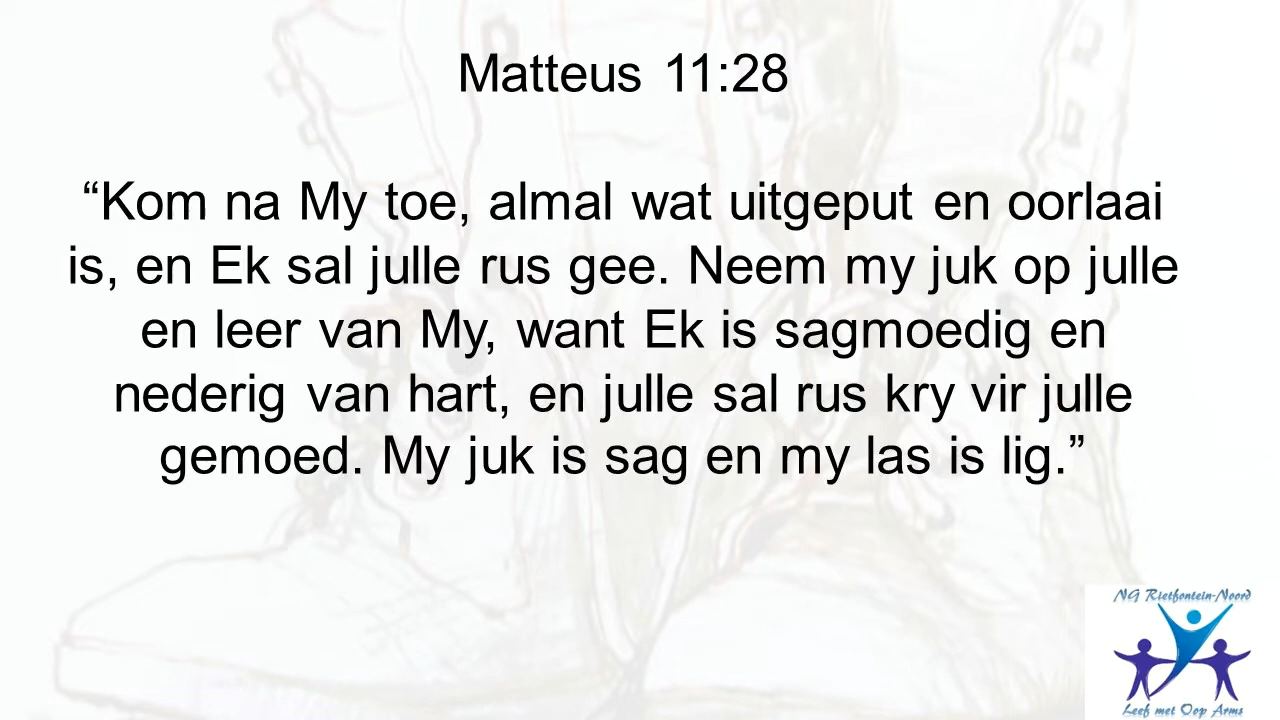 Matteus 11:28
“Kom na My toe, almal wat uitgeput en oorlaai
is, en Ek sal julle rus gee. Neem my juk op julle
en leer van My, want Ek is sagmoedig en
nederig van hart, en julle sal rus kry vir julle
gemoed. My juk is sag en my las is lig.”
NG Rietfontein-Noord
Leef met Oop Arms